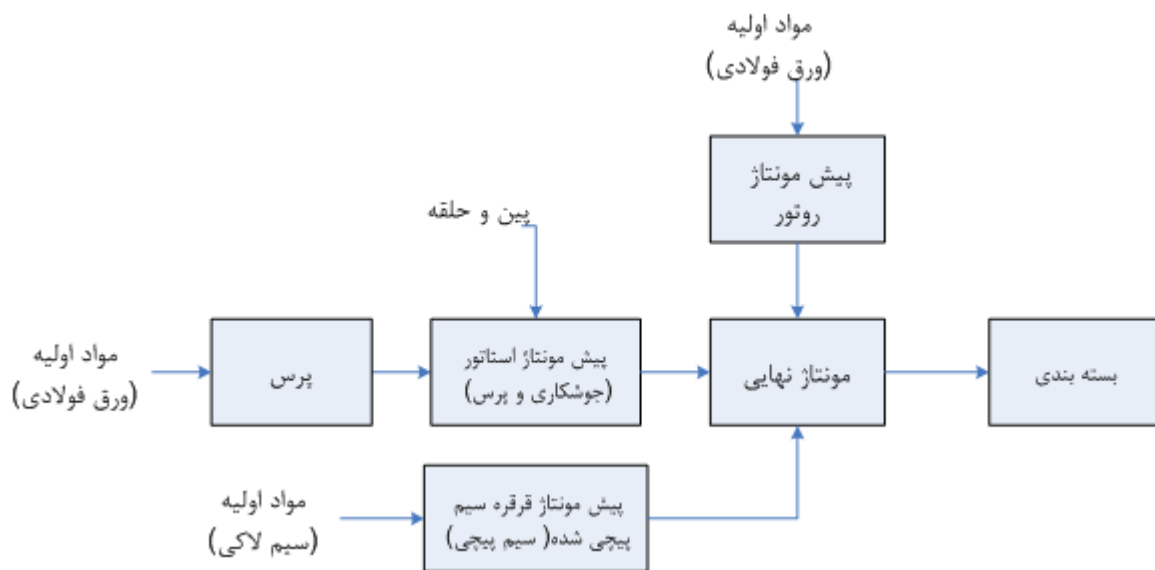 مواد اولیه
(ورق فولادی)
پیش مونتاژ
روتور
پین و حلقه
مواد اولیه
(ورق فولادی)
پرس
پیش مونتاژ استاتور
(جوشکاری و پرس)
مونتاژ نهایی
بسته بندی
مواد اولیه
(سیم لاکی)
پیش مونتاژ قرقره سیم
پیچی شده( سیم پیچی)